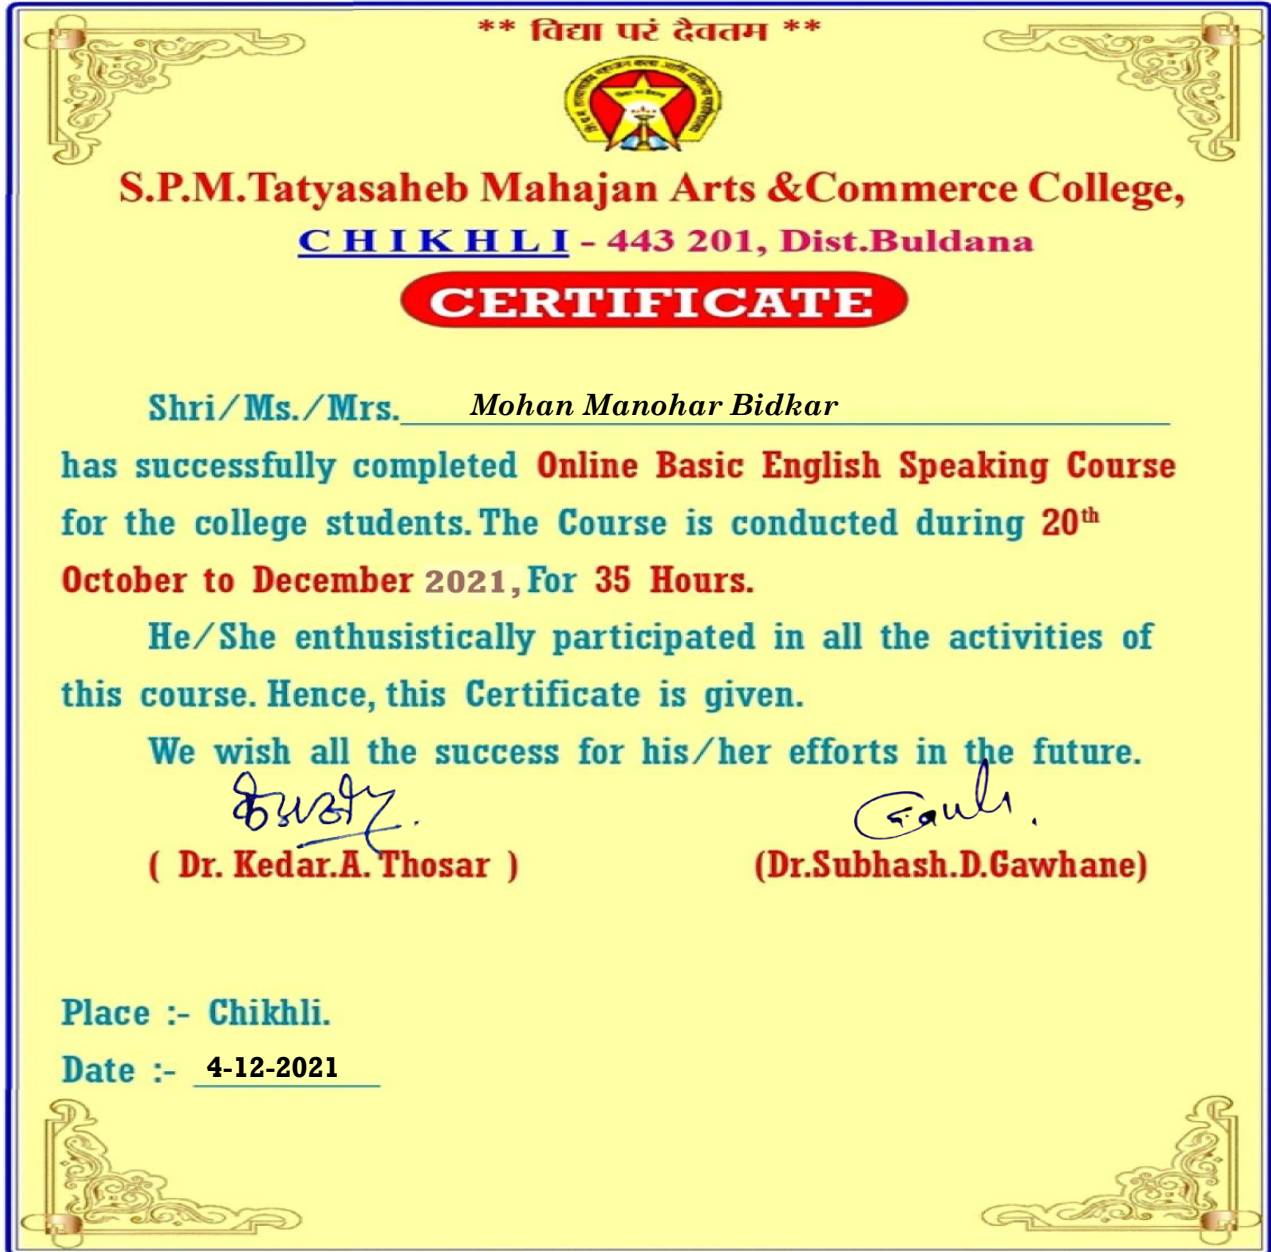 ** विद्या परं दैवतम **
S.P.M.Tatyasaheb Mahajan Arts &Commerce College,
CHIKHLI - 443 201, Dist.Buldana
CERTIFICATE
Shri/Ms./Mrs. Mohan Manohar Bidkar
has successfully completed Online Basic English Speaking Course
for the college students. The Course is conducted during 20th
October to December 2021, For 35 Hours.
He/She enthusistically participated in all the activities of
this course. Hence, this Certificate is given.
We wish all the success for his/her efforts in the future.
( Dr. Kedar.A. Thosar ) (Dr.Subhash.D.Gawhane)
Place :- Chikhli.
Date :- 4-12-2021